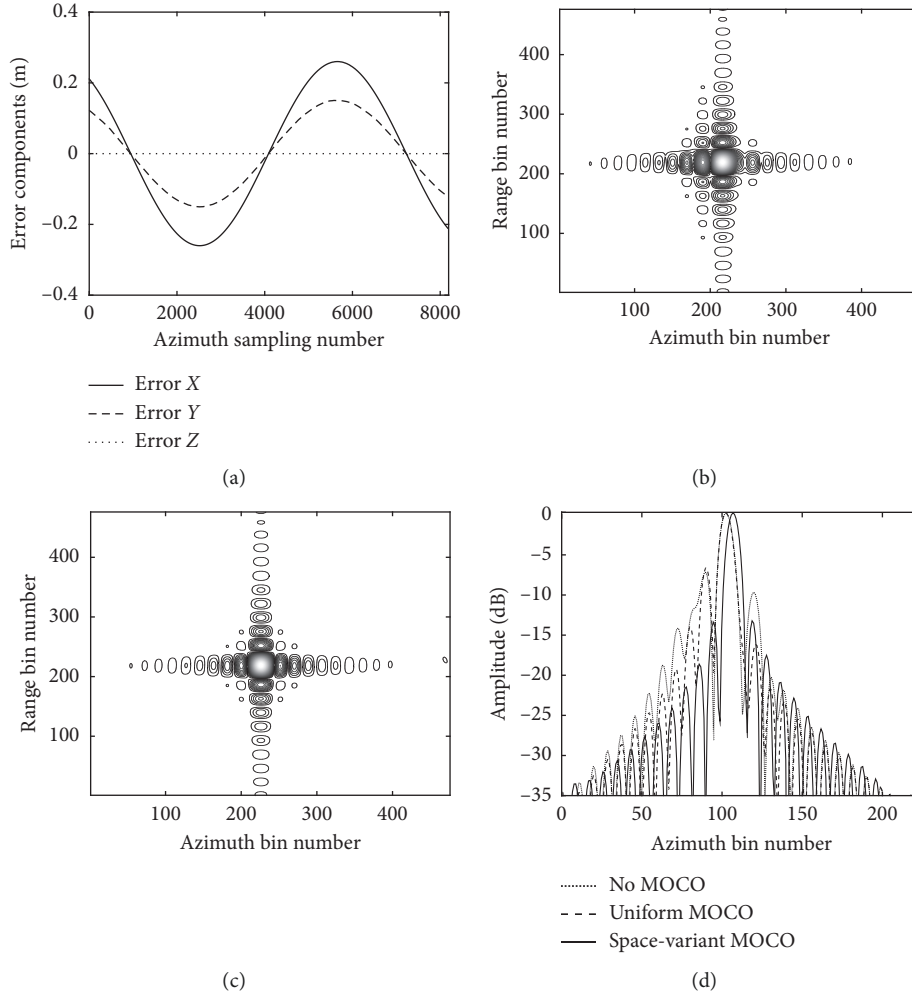 0.4
0.2
0
−0.2
−0.4
Error components (m)
0 2000 4000 6000 8000
Azimuth sampling number
Error X
Error Y
Error Z
(a)
400
300
200
100
Range bin number
100 200 300 400
Azimuth bin number
(b)
400
300
200
100
Range bin number
100 200 300 400
Azimuth bin number
(c)
0
−5
−10
−15
−20
−25
−30
−35
Amplitude (dB)
0 50 100 150 200
Azimuth bin number
No MOCO
Uniform MOCO
Space-variant MOCO
(d)